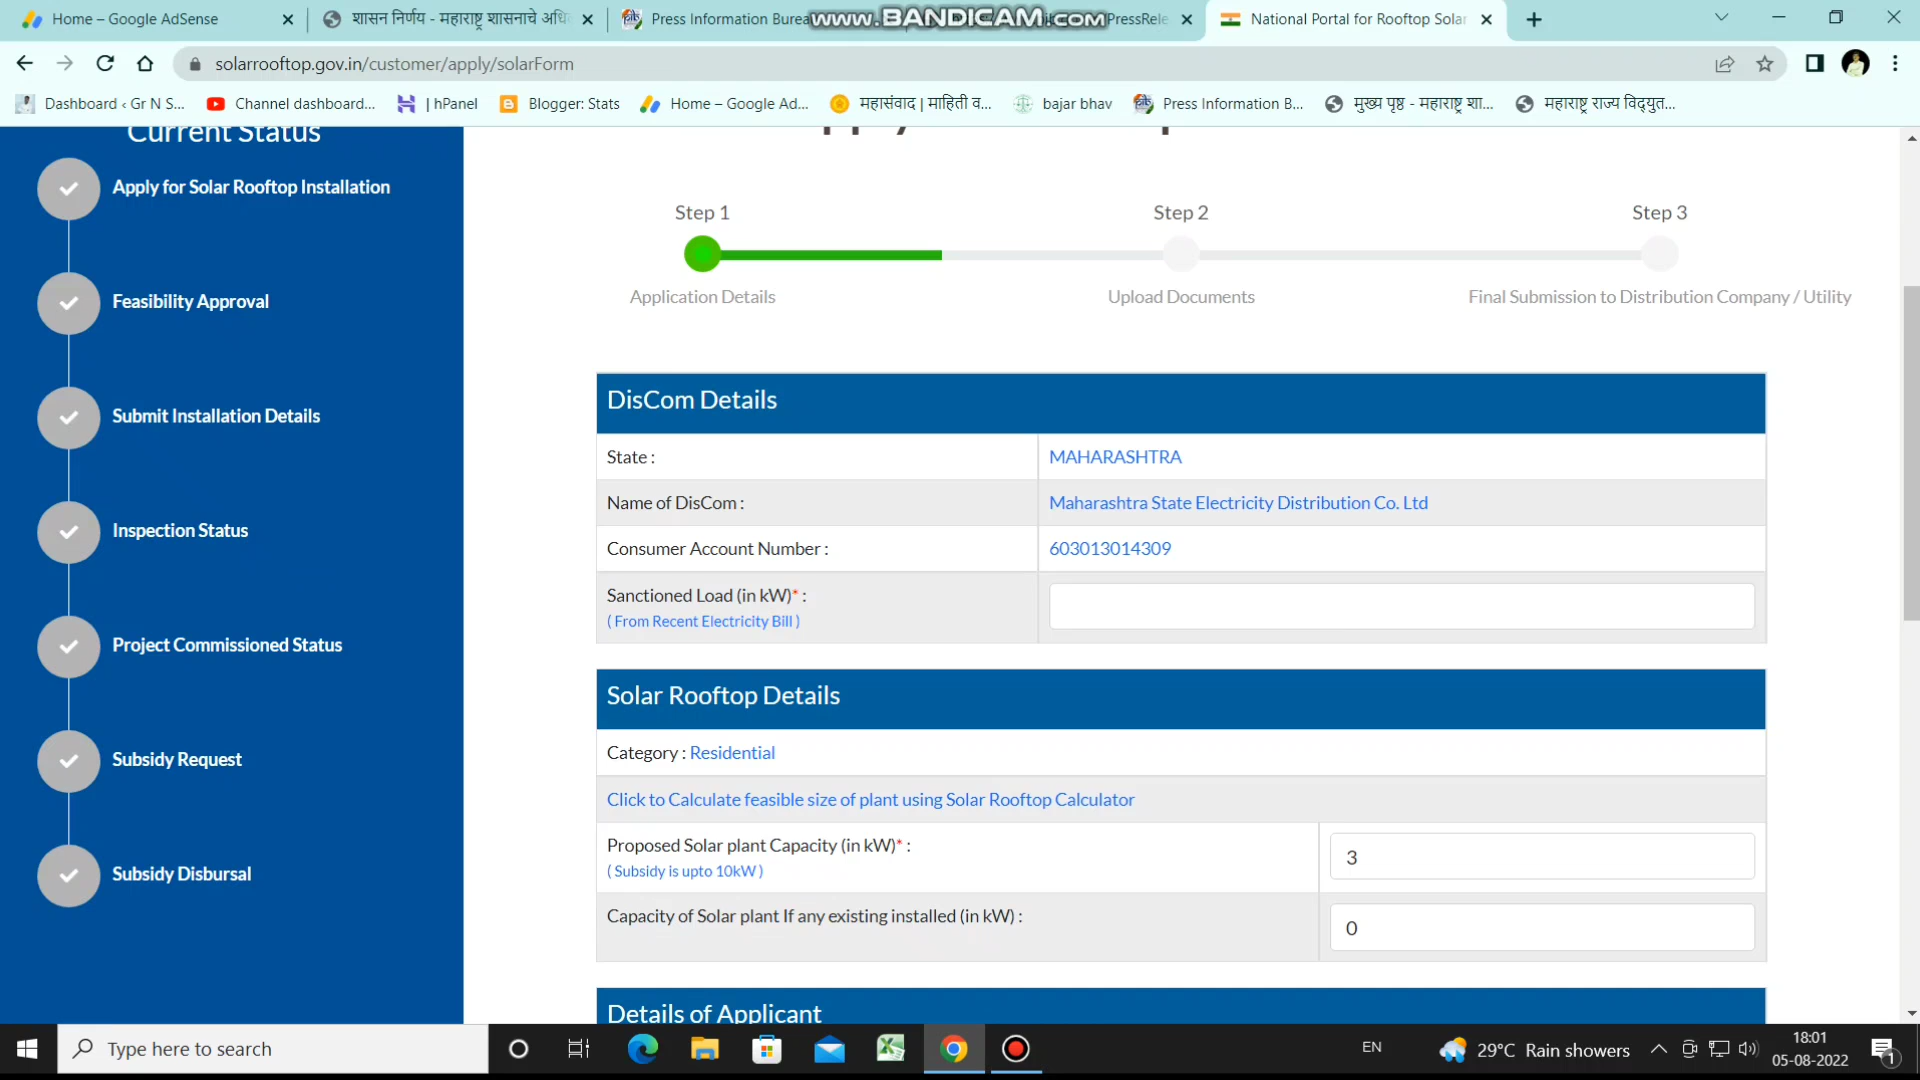 Home – Google AdSense
शासन निर्णय - महाराष्ट्र शासनाचे अधि
Press Information Burea
www.BANDICAM.com
PressRele
National Portal for Rooftop Solar
solarrooftop.gov.in/customer/apply/solarForm
Dashboard ‹ Gr N S...
Channel dashboard...
| hPanel
Blogger: Stats
Home – Google Ad...
महासंवाद | माहिती व...
bajar bhav
Press Information B...
मुख्य पृष्ठ - महाराष्ट्र शा...
महाराष्ट्र राज्य विद्युत...
Current Status
Apply for Solar Rooftop Installation
Feasibility Approval
Submit Installation Details
Inspection Status
Project Commissioned Status
Subsidy Request
Subsidy Disbursal
Step 1
Step 2
Step 3
Application Details
Upload Documents
Final Submission to Distribution Company / Utility
DisCom Details
State :
MAHARASHTRA
Name of DisCom :
Maharashtra State Electricity Distribution Co. Ltd
Consumer Account Number :
603013014309
Sanctioned Load (in kW)* :
( From Recent Electricity Bill )
Solar Rooftop Details
Category : Residential
Click to Calculate feasible size of plant using Solar Rooftop Calculator
Proposed Solar plant Capacity (in kW)* :
( Subsidy is upto 10kW )
3
Capacity of Solar plant If any existing installed (in kW) :
0
Details of Applicant
Type here to search
EN
29°C Rain showers
18:01
05-08-2022
1